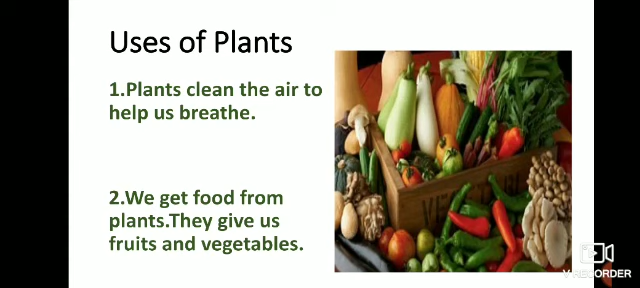 Uses of Plants
1.Plants clean the air to
help us breathe.
2.We get food from
plants.They give us
fruits and vegetables.
V RECORDER